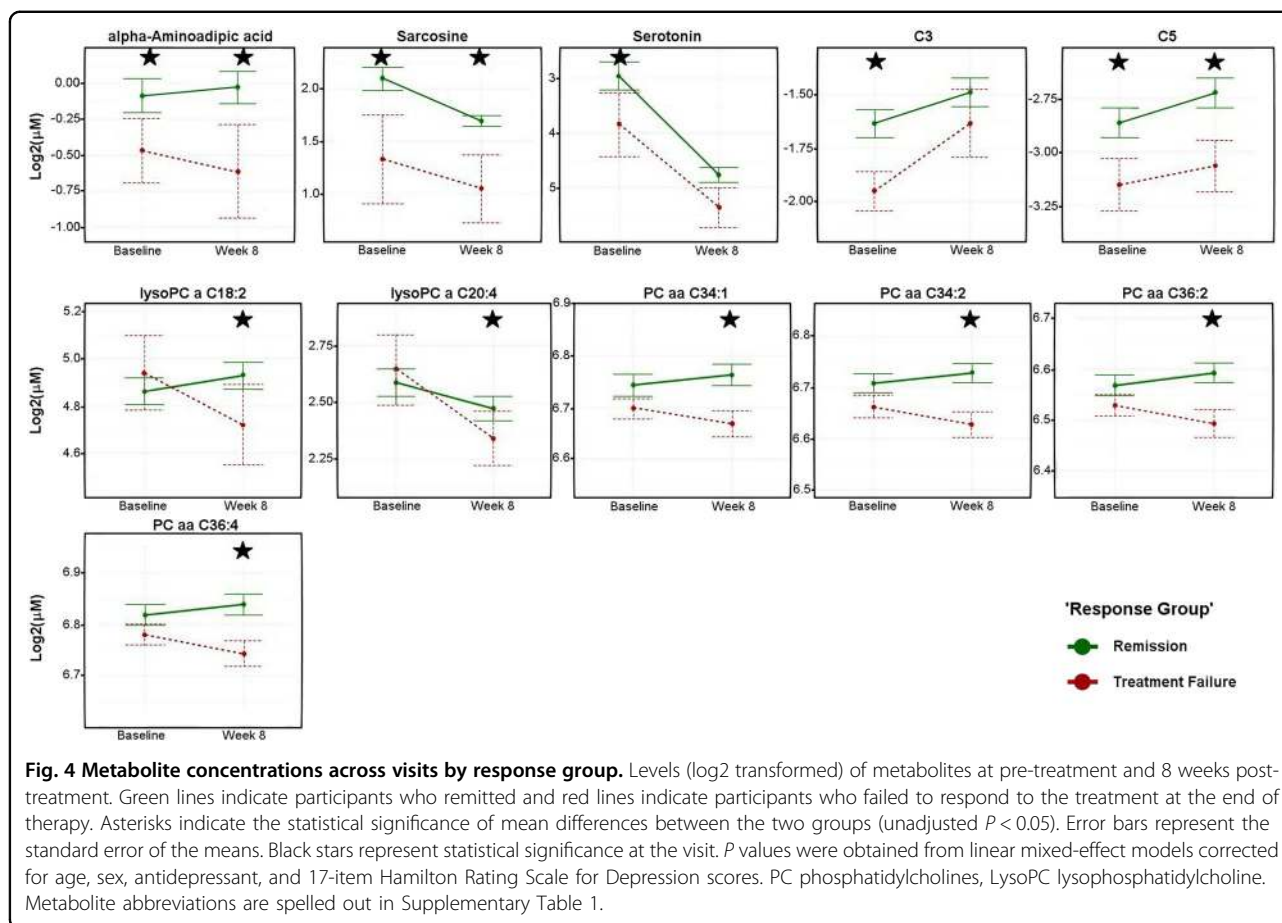 alpha-Aminoadipic acid
Sarcosine
Serotonin
C3
C5
Log2(µM)
0.00
-0.25
-0.50
-0.75
-1.00
2.0
1.5
1.0
3
4
5
-1.50
-1.75
-2.00
-2.75
-3.00
-3.25
Baseline
Week 8
Baseline
Week 8
Baseline
Week 8
Baseline
Week 8
Baseline
Week 8
lysoPC a C18:2
lysoPC a C20:4
PC aa C34:1
PC aa C34:2
PC aa C36:2
Log2(µM)
5.2
5.0
4.8
4.6
2.75
2.50
2.25
6.9
6.8
6.7
6.6
6.8
6.7
6.6
6.5
6.7
6.6
6.5
6.4
Baseline
Week 8
Baseline
Week 8
Baseline
Week 8
Baseline
Week 8
Baseline
Week 8
PC aa C36:4
Log2(µM)
6.9
6.8
6.7
Baseline
Week 8
'Response Group'
Remission
Treatment Failure
Fig. 4 Metabolite concentrations across visits by response group. Levels (log2 transformed) of metabolites at pre-treatment and 8 weeks post-
treatment. Green lines indicate participants who remitted and red lines indicate participants who failed to respond to the treatment at the end of
therapy. Asterisks indicate the statistical significance of mean differences between the two groups (unadjusted P < 0.05). Error bars represent the
standard error of the means. Black stars represent statistical significance at the visit. P values were obtained from linear mixed-effect models corrected
for age, sex, antidepressant, and 17-item Hamilton Rating Scale for Depression scores. PC phosphatidylcholines, LysoPC lysophosphatidylcholine.
Metabolite abbreviations are spelled out in Supplementary Table 1.